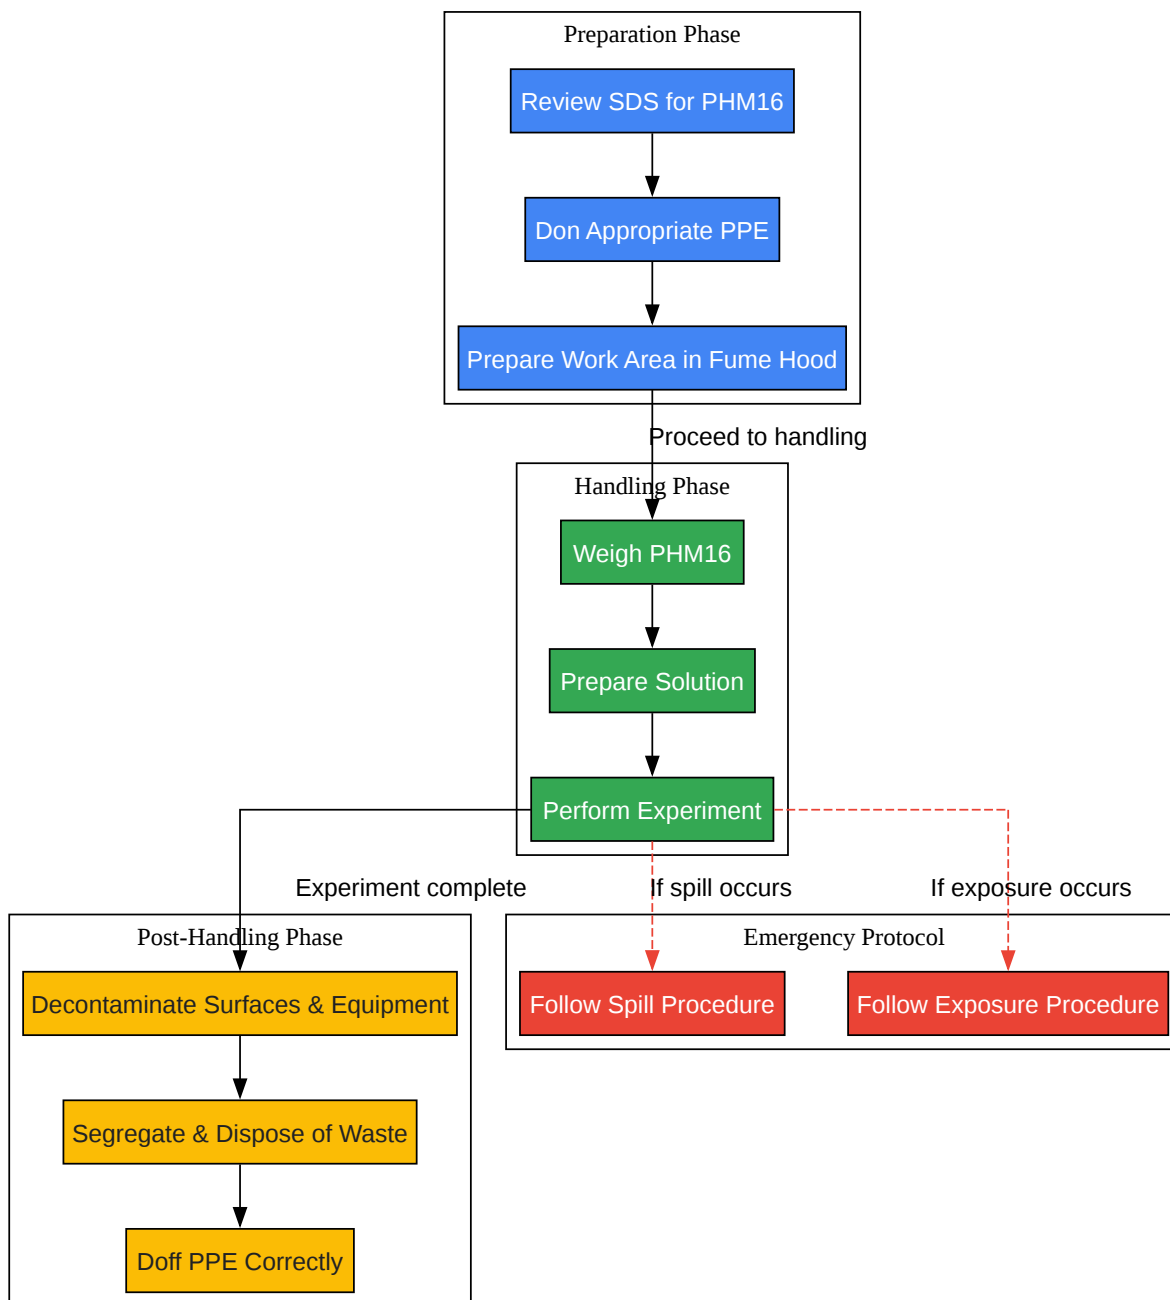 Preparation Phase
Review SDS for PHM16
Don Appropriate PPE
Prepare Work Area in Fume Hood
Proceed to handling
Handling Phase
Weigh PHM16
Prepare Solution
Perform Experiment
Experiment complete
If spill occurs
If exposure occurs
Post-Handling Phase
Decontaminate Surfaces & Equipment
Segregate & Dispose of Waste
Doff PPE Correctly
Emergency Protocol
Follow Spill Procedure
Follow Exposure Procedure